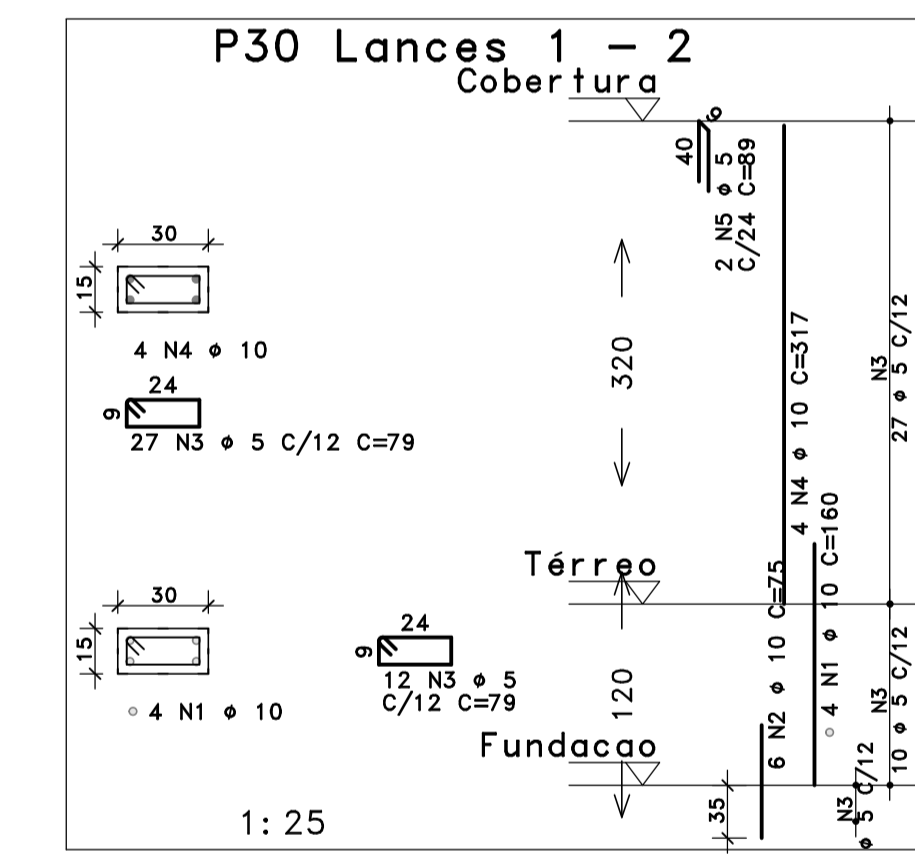 P30 Lances 1 - 2
Cobertura
40
6
2 N5 φ 5
C/24 C=89
30
15
4 N4 φ 10
24
9
27 N3 φ 5 C/12 C=79
320
4 N4 φ 10 C=317
N3
27 φ 5 C/12
Térreo
30
15
4 N1 φ 10
24
9
12 N3 φ 5
C/12 C=79
120
6 N2 φ 10 C=75
4 N1 φ 10 C=160
N3
10 φ 5 C/12
Fundacao
35
N3
φ 5 C/12
1:25